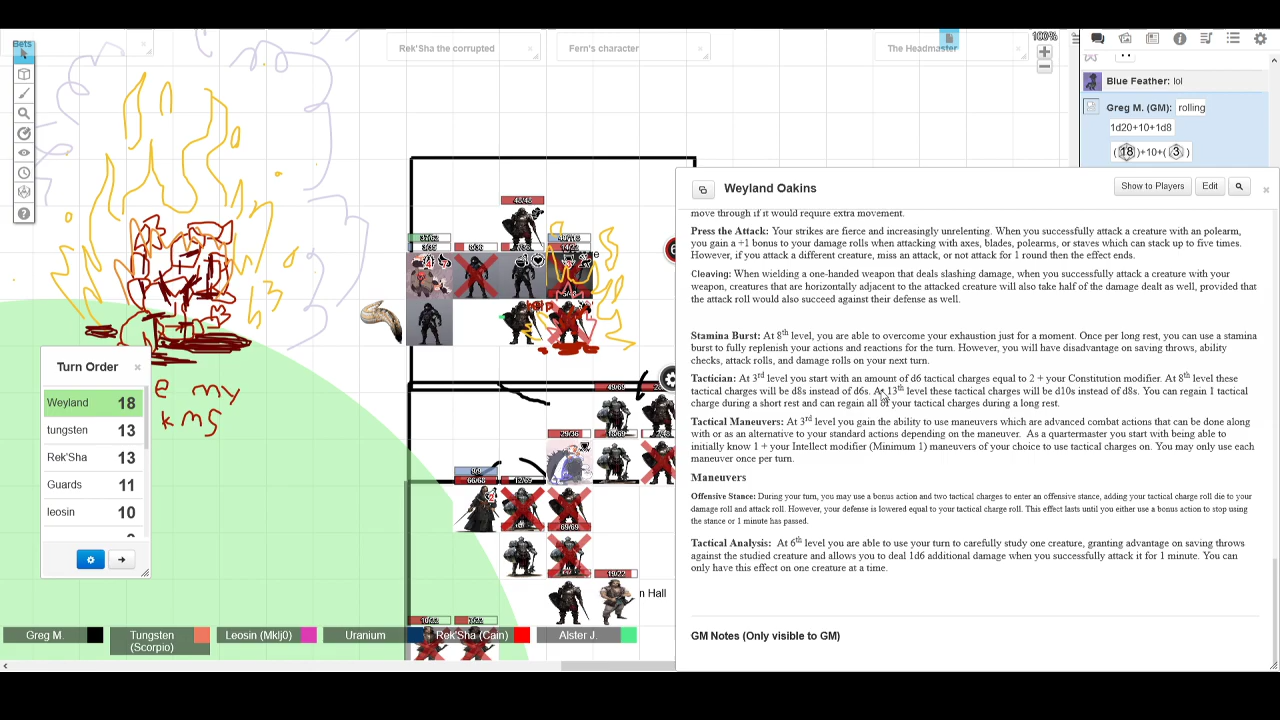 Bets
Rek'Sha the corrupted
Fern's character
The Headmaster
100%
Blue Feather: lol
Greg M. (GM): rolling
1d20+10+1d8
(18)+10+(3)
Weyland Oakins
Show to Players
Edit
move through if it would require extra movement.
Press the Attack: Your strikes are fierce and increasingly unrelenting. When you successfully attack a creature with an polearm,
you gain a +1 bonus to your damage rolls when attacking with axes, blades, polearms, or staves which can stack up to five times.
However, if you attack a different creature, miss an attack, or not attack for 1 round then the effect ends.
Cleaving: When wielding a one-handed weapon that deals slashing damage, when you successfully attack a creature with your
weapon, creatures that are horizontally adjacent to the attacked creature will also take half of the damage dealt as well, provided that
the attack roll would also succeed against their defense as well.
Stamina Burst: At 8th level, you are able to overcome your exhaustion just for a moment. Once per long rest, you can use a stamina
burst to fully replenish your actions and reactions for the turn. However, you will have disadvantage on saving throws, ability
checks, attack rolls, and damage rolls on your next turn.
Tactician: At 3rd level you start with an amount of d6 tactical charges equal to 2 + your Constitution modifier. At 8th level these
tactical charges will be d8s instead of d6s. At 13th level these tactical charges will be d10s instead of d8s. You can regain 1 tactical
charge during a short rest and can regain all of your tactical charges during a long rest.
Tactical Maneuvers: At 3rd level you gain the ability to use maneuvers which are advanced combat actions that can be done along
with or as an alternative to your standard actions depending on the maneuver. As a quartermaster you start with being able to
initially know 1 + your Intellect modifier (Minimum 1) maneuvers of your choice to use tactical charges on. You may only use each
maneuver once per turn.
Maneuvers
Offensive Stance: During your turn, you may use a bonus action and two tactical charges to enter an offensive stance, adding your tactical charge roll die to your
damage roll and attack roll. However, your defense is lowered equal to your tactical charge roll. This effect lasts until you either use a bonus action to stop using
the stance or 1 minute has passed.
Tactical Analysis: At 6th level you are able to use your turn to carefully study one creature, granting advantage on saving throws
against the studied creature and allows you to deal 1d6 additional damage when you successfully attack it for 1 minute. You can
only have this effect on one creature at a time.
GM Notes (Only visible to GM)
Turn Order
Weyland 18
tungsten 13
Rek'Sha 13
Guards 11
leosin 10
e my
kms
48/48
49/69
29/36
9/9
66/68
12/69
69/69
19/22
n Hall
Greg M.
Tungsten (Scorpio)
Leosin (Mklj0)
Uranium
Rek'Sha (Cain)
Alster J.